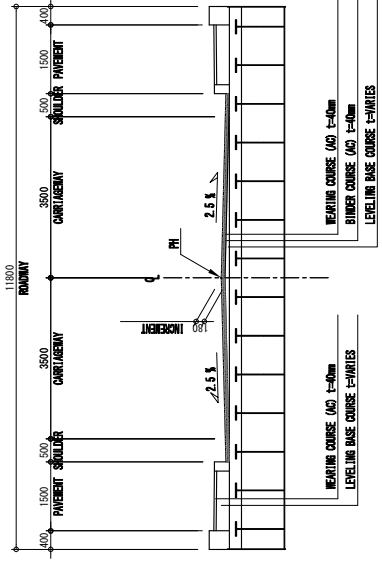 11800
ROADWAY
400
1500
500
3500
3500
500
1500
400
PAVEMENT
SHOULDER
CARRIAGEWAY
CARRIAGEWAY
SHOULDER
PAVEMENT
INCREMENT
180
PH
2.5 %
2.5 %
WEARING COURSE (AC) t=40mm
LEVELING BASE COURSE t=VARIES
WEARING COURSE (AC) t=40mm
BINDER COURSE (AC) t=40mm
LEVELING BASE COURSE t=VARIES